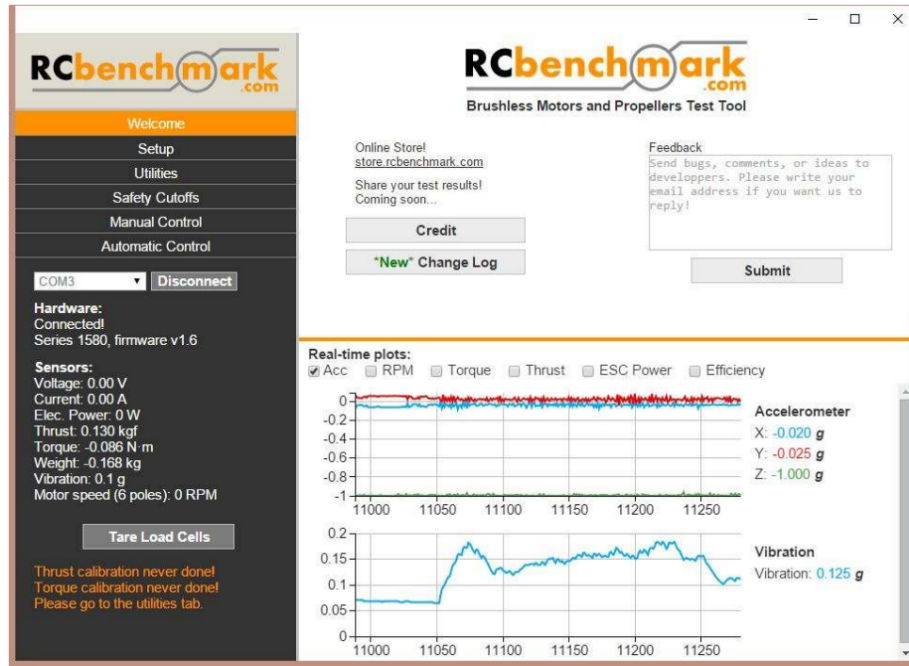 RCbenchmark
.com
Welcome
Setup
Utilities
Safety Cutoffs
Manual Control
Automatic Control
COM3
Disconnect
Hardware:
Connected!
Series 1580, firmware v1.6
Sensors:
Voltage: 0.00 V
Current: 0.00 A
Elec. Power: 0 W
Thrust: 0.130 kgf
Torque: -0.086 N·m
Weight: -0.168 kg
Vibration: 0.1 g
Motor speed (6 poles): 0 RPM
Tare Load Cells
Thrust calibration never done!
Torque calibration never done!
Please go to the utilities tab.
RCbenchmark
.com
Brushless Motors and Propellers Test Tool
Online Store!
store.rcbenchmark.com
Share your test results!
Coming soon...
Credit
*New* Change Log
Feedback
Send bugs, comments, or ideas to
developpers. Please write your
email address if you want us to
reply!
Submit
Real-time plots:
Acc RPM Torque Thrust ESC Power Efficiency
0
-0.2
-0.4
-0.6
-0.8
-1
11000 11050 11100 11150 11200 11250
Accelerometer
X: -0.020 g
Y: -0.025 g
Z: -1.000 g
0.2
0.15
0.1
0.05
0
11000 11050 11100 11150 11200 11250
Vibration
Vibration: 0.125 g